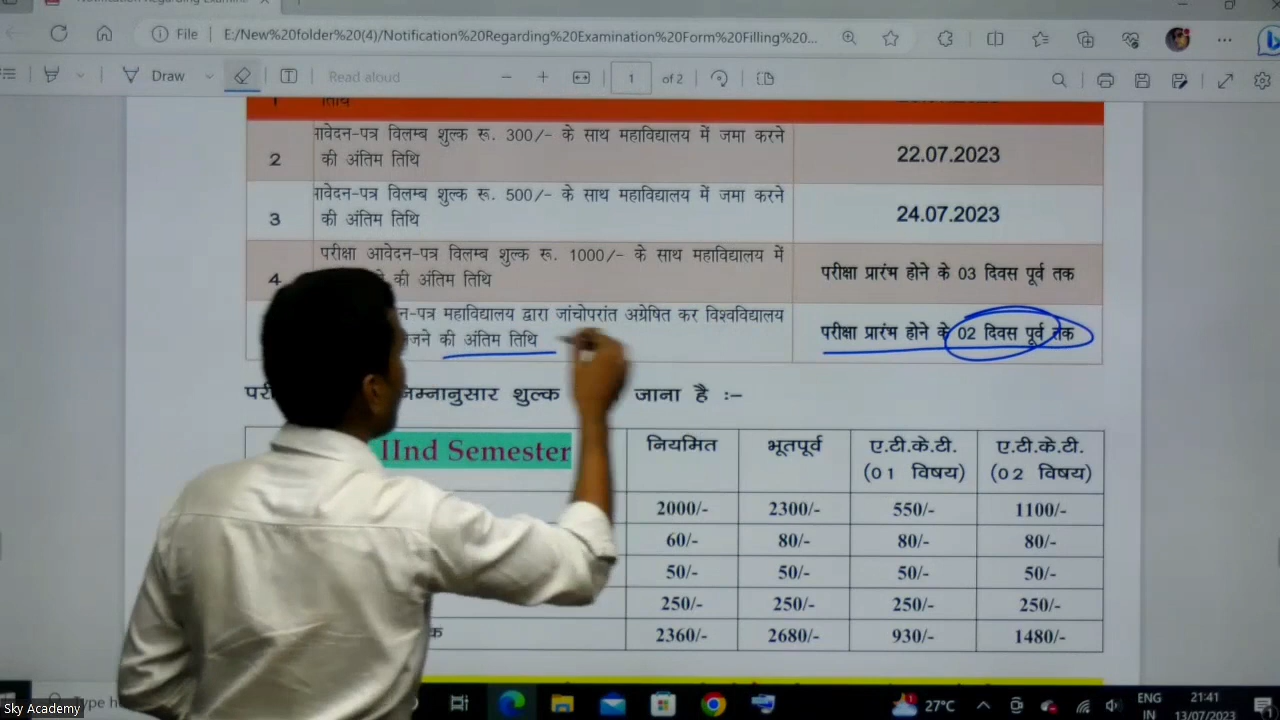 File
E:/New%20folder%20(4)/Notification%20Regarding%20Examination%20Form%20Filling%20...
Draw
Read aloud
1
of 2
1
तिथि
2
ावेदन-पत्र विलम्ब शुल्क रू. 300/- के साथ महाविद्यालय में जमा करने
की अंतिम तिथि
22.07.2023
3
ावेदन-पत्र विलम्ब शुल्क रू. 500/- के साथ महाविद्यालय में जमा करने
की अंतिम तिथि
24.07.2023
4
परीक्षा आवेदन-पत्र विलम्ब शुल्क रू. 1000/- के साथ महाविद्यालय में
की अंतिम तिथि
परीक्षा प्रारंभ होने के 03 दिवस पूर्व तक
न-पत्र महाविद्यालय द्वारा जांचोपरांत अग्रेषित कर विश्वविद्यालय
जने की अंतिम तिथि
परीक्षा प्रारंभ होने के 02 दिवस पूर्व तक
परी
निम्नानुसार शुल्क
जाना है :–
IInd Semester
नियमित
भूतपूर्व
ए.टी.के.टी.
(01 विषय)
ए.टी.के.टी.
(02 विषय)
2000/-
2300/-
550/-
1100/-
60/-
80/-
80/-
80/-
50/-
50/-
50/-
50/-
250/-
250/-
250/-
250/-
क
2360/-
2680/-
930/-
1480/-
Type h
27°C
ENG
IN
21:41
13/07/2023
Sky Academy